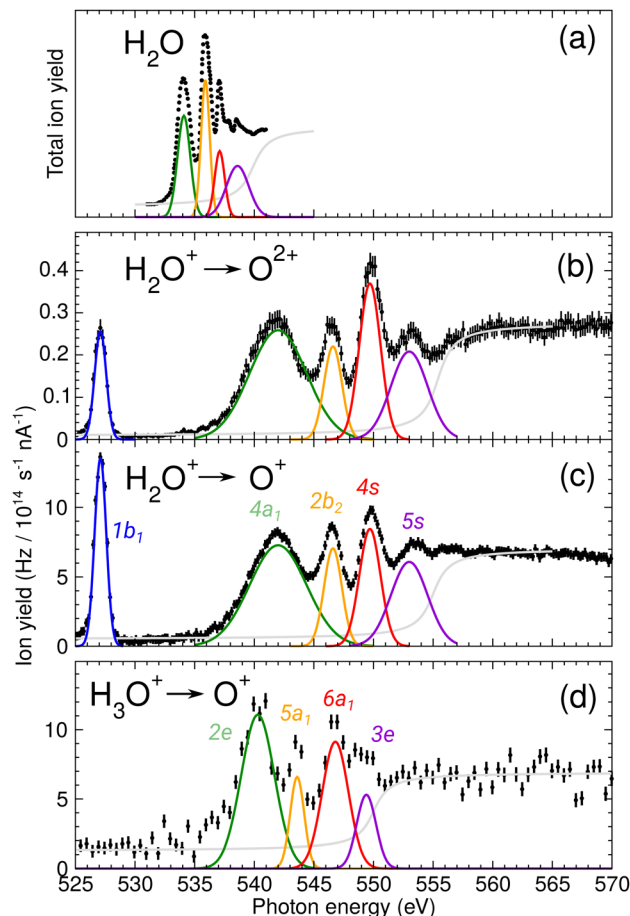 H₂O
(a)
Total ion yield
H₂O⁺ → O²⁺
(b)
0.4
0.3
0.2
0.1
0
H₂O⁺ → O⁺
(c)
Ion yield (Hz / 10¹⁴ s⁻¹ nA⁻¹)
10
5
0
1b₁
4a₁
2b₂
4s
5s
H₃O⁺ → O⁺
(d)
10
5
0
2e
5a₁
6a₁
3e
525 530 535 540 545 550 555 560 565 570
Photon energy (eV)